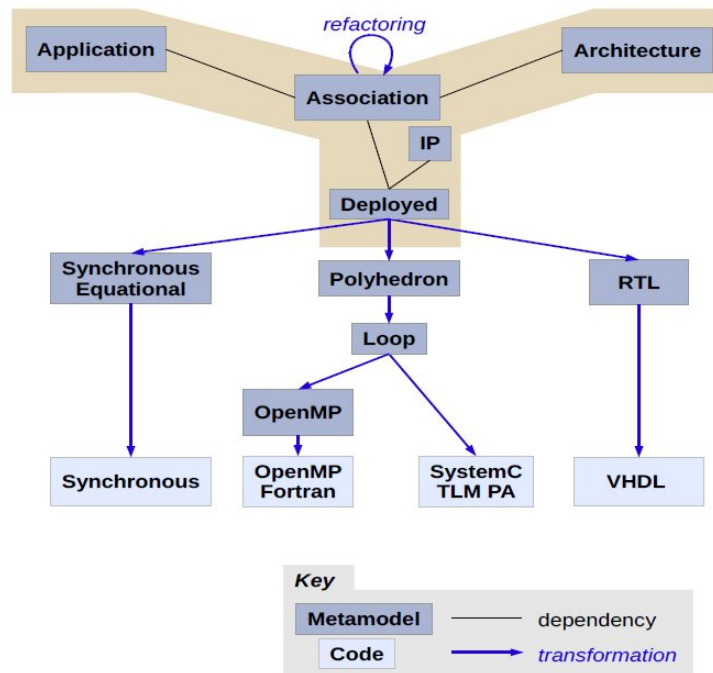 refactoring
Application
Architecture
Association
IP
Deployed
Synchronous
Equational
Polyhedron
RTL
Loop
OpenMP
Synchronous
OpenMP
Fortran
SystemC
TLM PA
VHDL
Key
Metamodel
dependency
Code
transformation